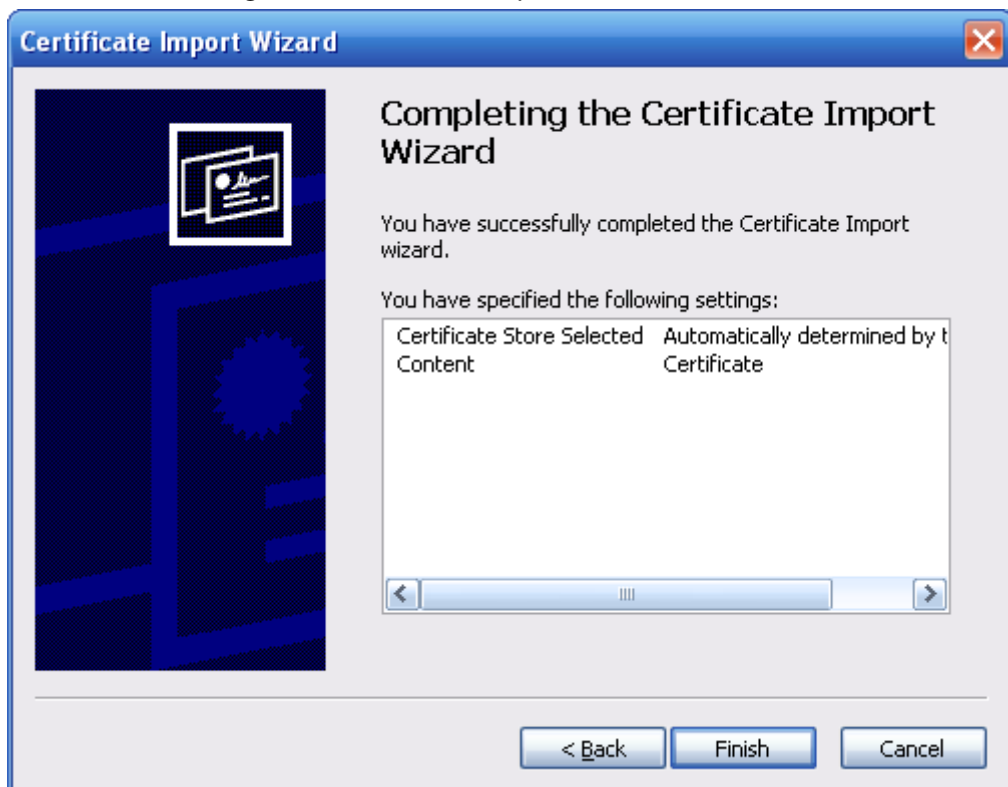 Certificate Import Wizard
Completing the Certificate Import
Wizard
You have successfully completed the Certificate Import
wizard.
You have specified the following settings:
Certificate Store Selected Automatically determined by t
Content Certificate
< Back Finish Cancel